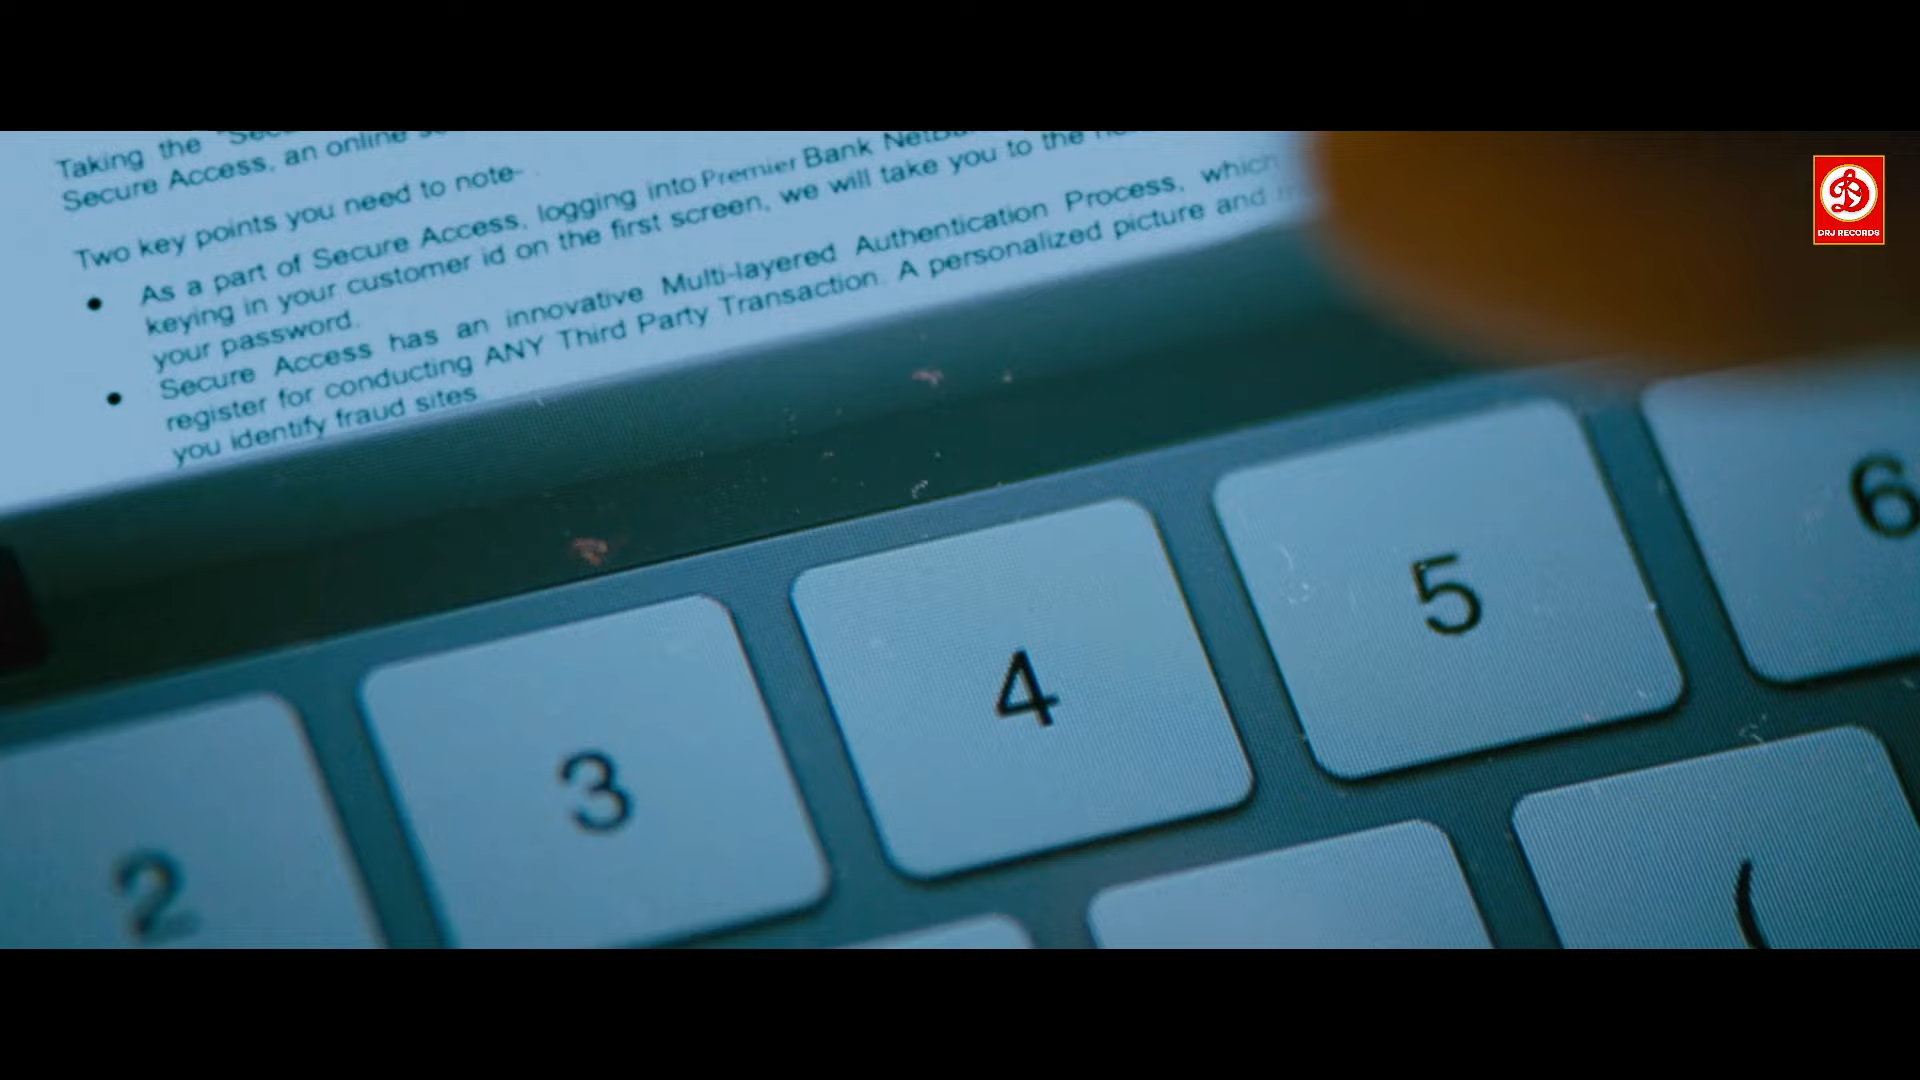 Taking the "Sec
Secure Access, an online
Two key points you need to note-
• As a part of Secure Access, logging into Premier Bank
keying in your customer id on the first screen, we will take you to the
your password.
• Secure Access has an innovative Multi-layered Authentication Process, which
register for conducting ANY Third Party Transaction. A personalized picture and
you identify fraud sites
2
3
4
5
6
(
DRJ RECORDS